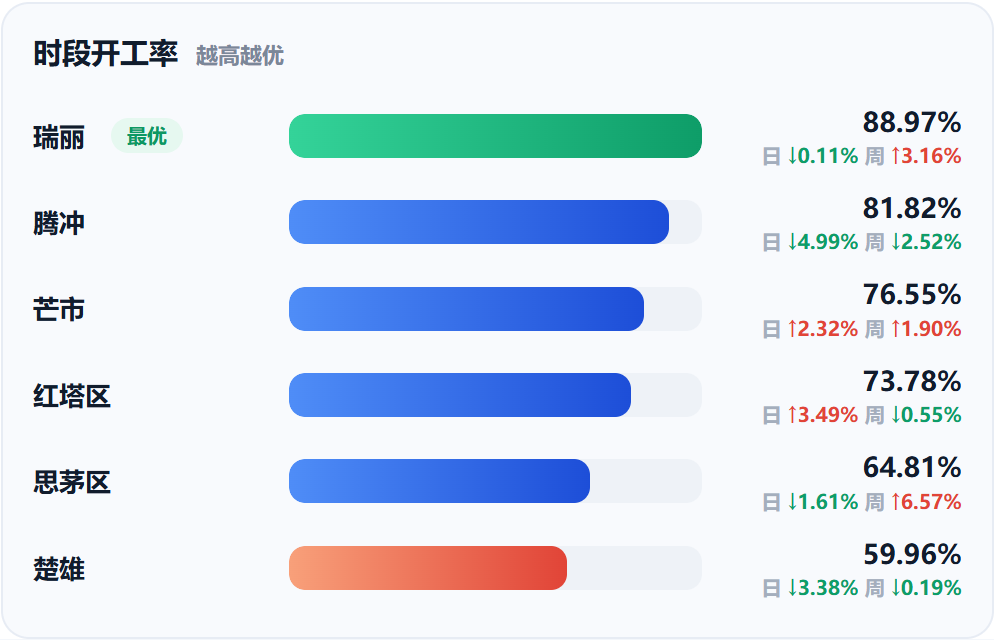 时段开工率 越高越优
瑞丽 最优 88.97%
日 ↓0.11% 周 ↑3.16%
腾冲 81.82%
日 ↓4.99% 周 ↓2.52%
芒市 76.55%
日 ↑2.32% 周 ↑1.90%
红塔区 73.78%
日 ↑3.49% 周 ↓0.55%
思茅区 64.81%
日 ↓1.61% 周 ↑6.57%
楚雄 59.96%
日 ↓3.38% 周 ↓0.19%